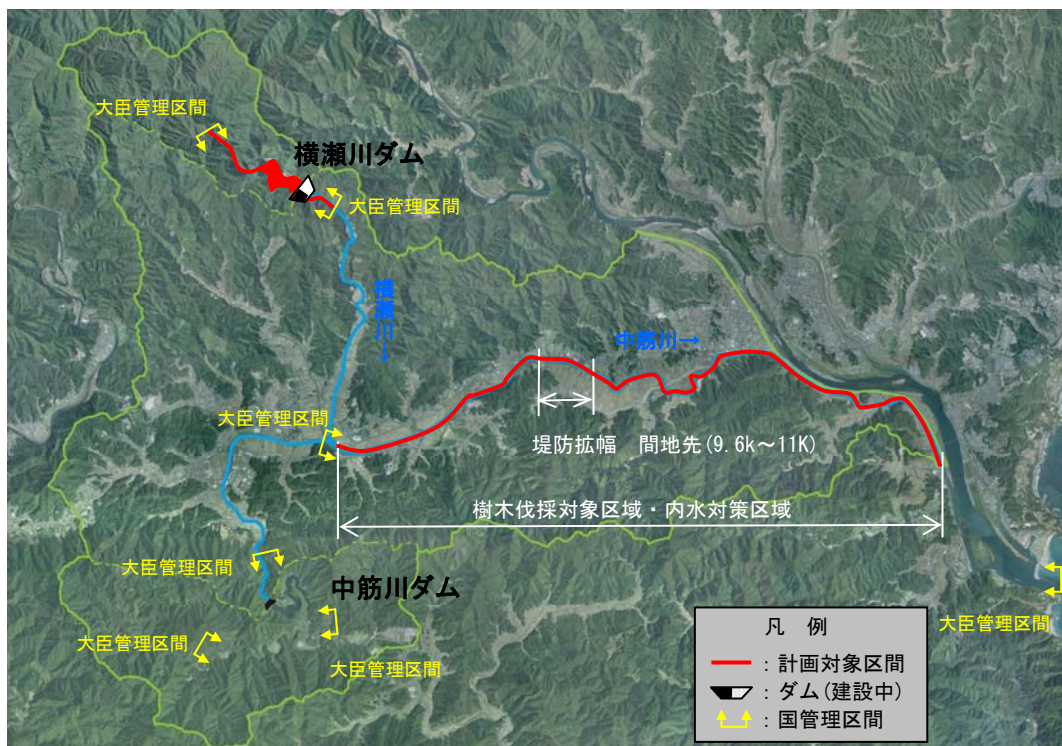 大臣管理区間
横瀬川ダム
大臣管理区間
横瀬川→
中筋川→
大臣管理区間
堤防拡幅 間地先(9.6k～11K)
樹木伐採対象区域・内水対策区域
大臣管理区間
中筋川ダム
大臣管理区間
大臣管理区間
大臣管理区間
凡 例
：計画対象区間
：ダム(建設中)
：国管理区間